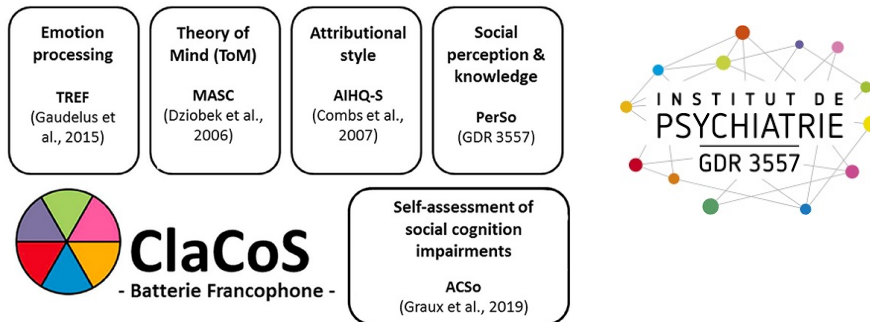 Emotion
processing
TREF
(Gaudelus et
al., 2015)
Theory of
Mind (ToM)
MASC
(Dziobek et al.,
2006)
Attributional
style
AIHQ-S
(Combs et al.,
2007)
Social
perception &
knowledge
PerSo
(GDR 3557)
INSTITUT DE
PSYCHIATRIE
GDR 3557
ClaCoS
- Batterie Francophone -
Self-assessment of
social cognition
impairments
ACSo
(Graux et al., 2019)